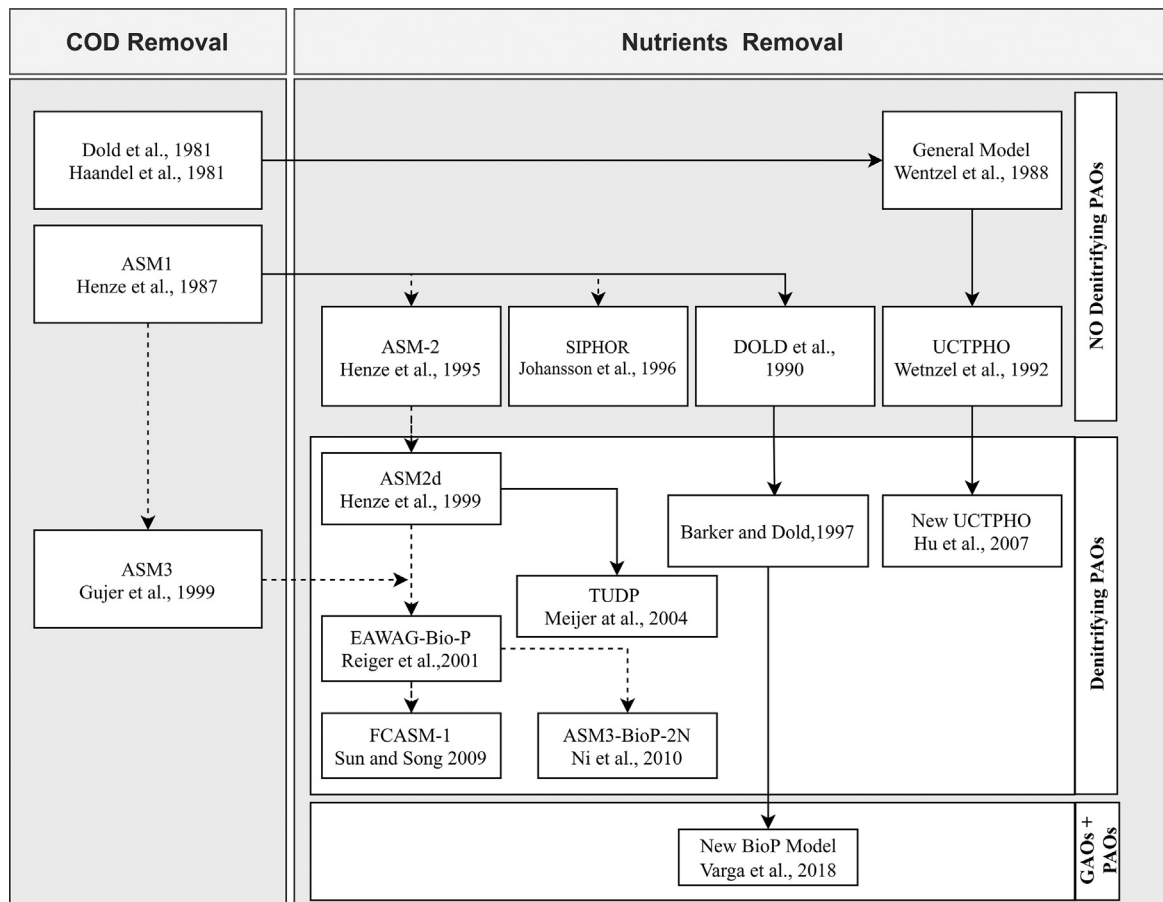 COD Removal
Nutrients Removal
Dold et al., 1981
Haandel et al., 1981
General Model
Wentzel et al., 1988
NO Denitrifying PAOs
ASM1
Henze et al., 1987
ASM-2
Henze et al., 1995
SIPHOR
Johansson et al., 1996
DOLD et al.,
1990
UCTPHO
Wetnzel et al., 1992
ASM2d
Henze et al., 1999
Barker and Dold,1997
New UCTPHO
Hu et al., 2007
Denitrifying PAOs
ASM3
Gujer et al., 1999
TUDP
Meijer at al., 2004
EAWAG-Bio-P
Reiger et al.,2001
FCASM-1
Sun and Song 2009
ASM3-BioP-2N
Ni et al., 2010
New BioP Model
Varga et al., 2018
GAOs +
PAOs